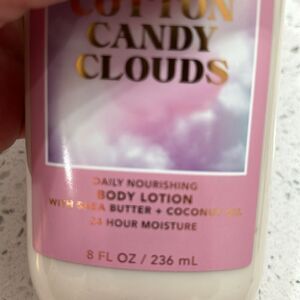 COTTON
CANDY
CLOUDS
DAILY NOURISHING
BODY LOTION
WITH SHEA BUTTER + COCONUT OIL
24 HOUR MOISTURE
8 FL OZ / 236 mL